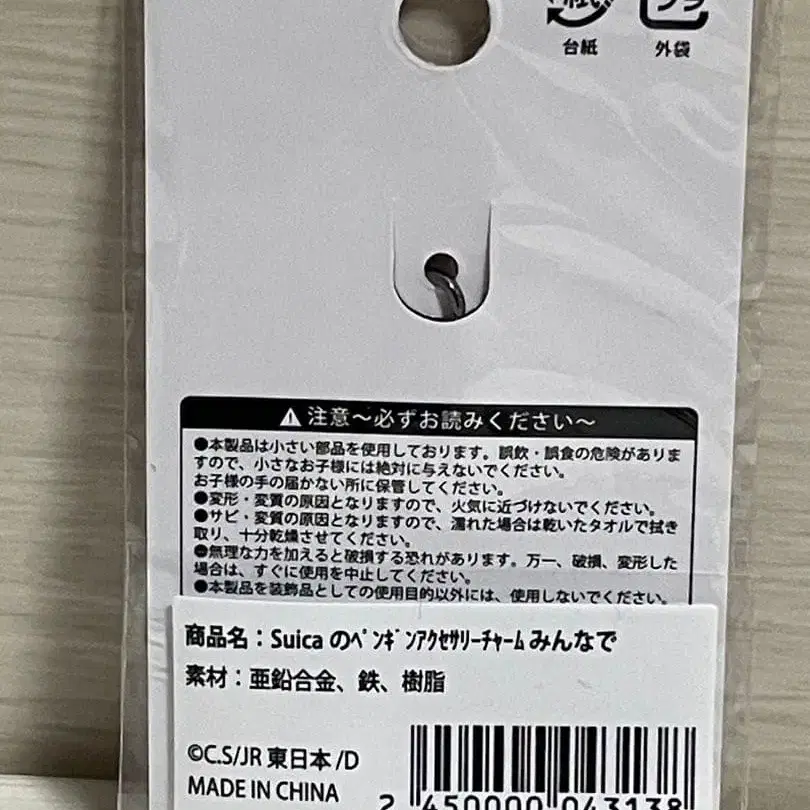 台紙 外袋
プラ
注意～必ずお読みください～
●本製品は小さい部品を使用しております。誤飲・誤食の危険がありま
すので、小さなお子様には絶対に与えないでください。
お子様の手の届かない所に保管してください。
●変形・変質の原因となりますので、火気に近づけないでください。
●サビ・変質の原因となりますので、濡れた場合は乾いたタオルで拭き
取り、十分乾燥させてください。
●無理な力を加えると破損する恐れがあります。万一、破損、変形した
場合は、すぐに使用を中止してください。
●本製品を装飾品としての使用目的以外には、使用しないでください。
商品名：Suica のﾍﾟﾝｷﾞﾝｱｸｾｻﾘｰﾁｬｰﾑ みんなで
素材：亜鉛合金、鉄、樹脂
©C.S/JR 東日本 /D
MADE IN CHINA
2 450000 043138